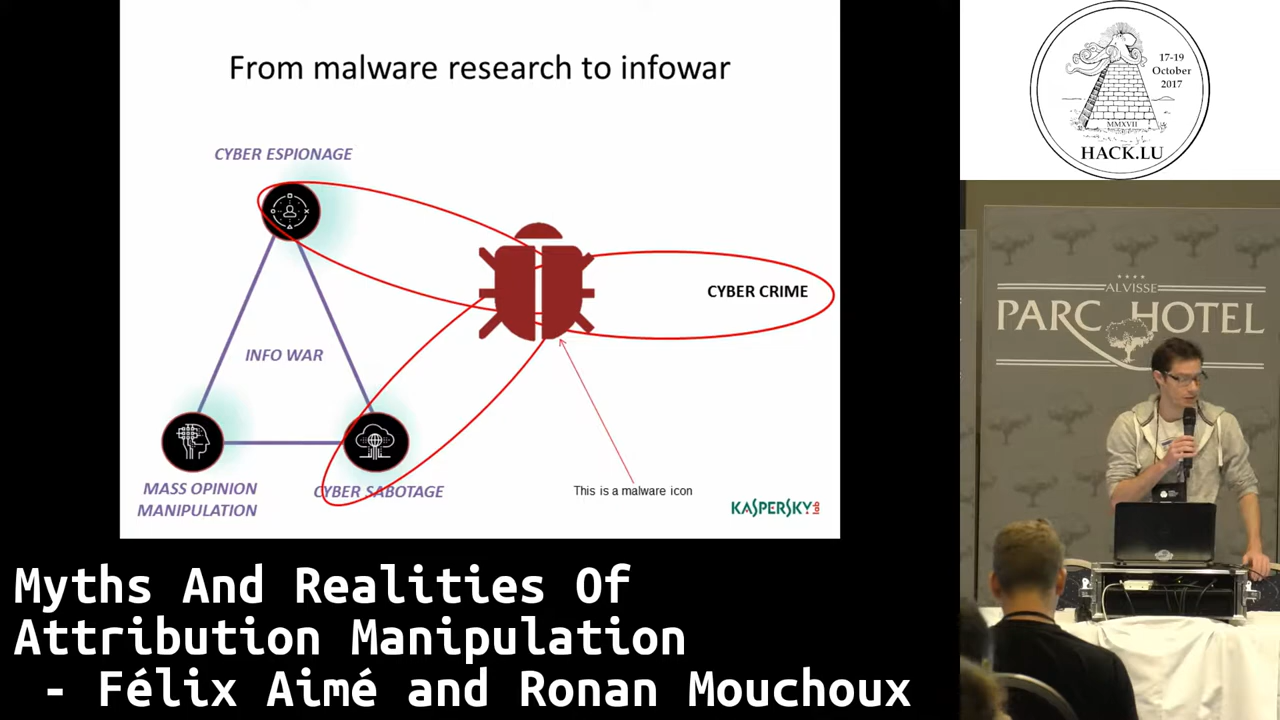 From malware research to infowar
CYBER ESPIONAGE
CYBER CRIME
INFO WAR
MASS OPINION
MANIPULATION
CYBER SABOTAGE
This is a malware icon
KASPERSKY lab
17-19
October
2017
MMXVII
HACK.LU
ALVISSE
PARC HOTEL
Myths And Realities Of
Attribution Manipulation
- Félix Aimé and Ronan Mouchoux